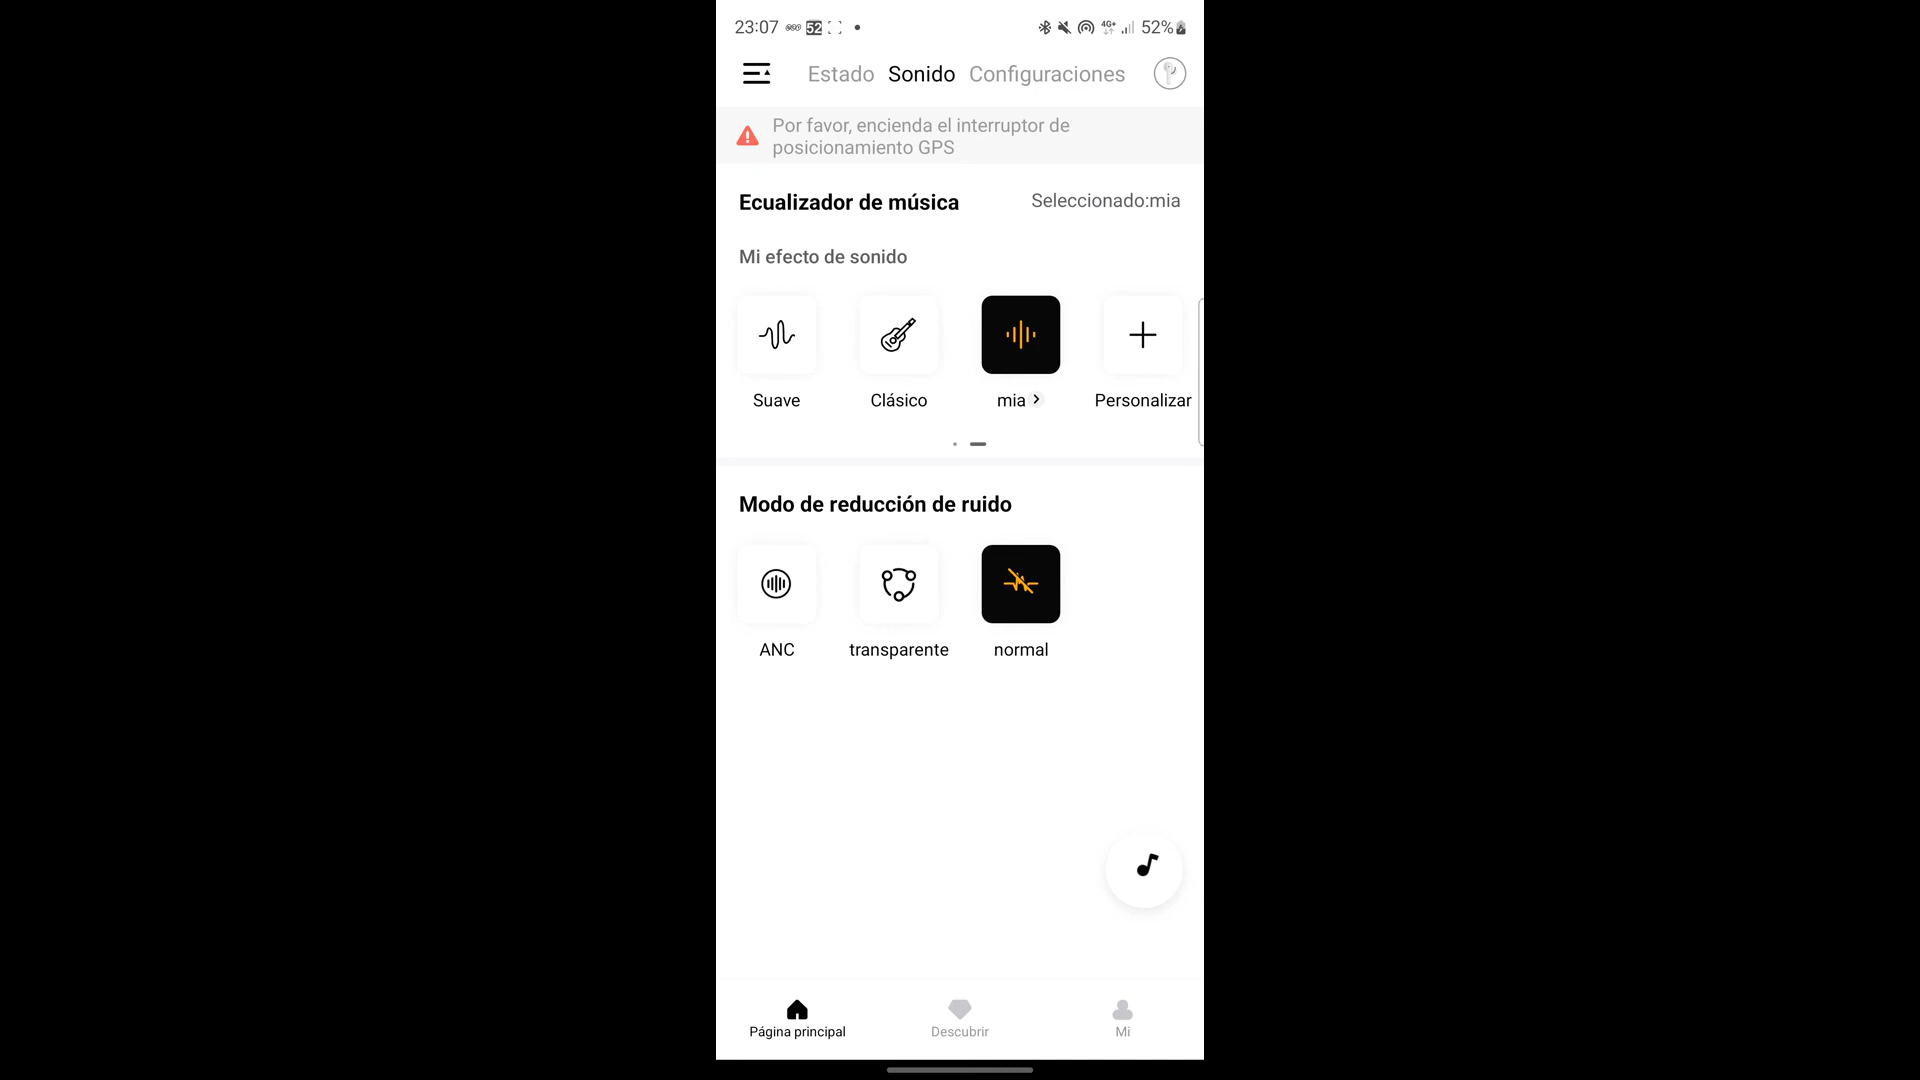 23:07 52 52%
4G+
Estado Sonido Configuraciones
Por favor, encienda el interruptor de
posicionamiento GPS
Ecualizador de música Seleccionado:mia
Mi efecto de sonido
Suave Clásico mia Personalizar
Modo de reducción de ruido
ANC transparente normal
Página principal Descubrir Mi